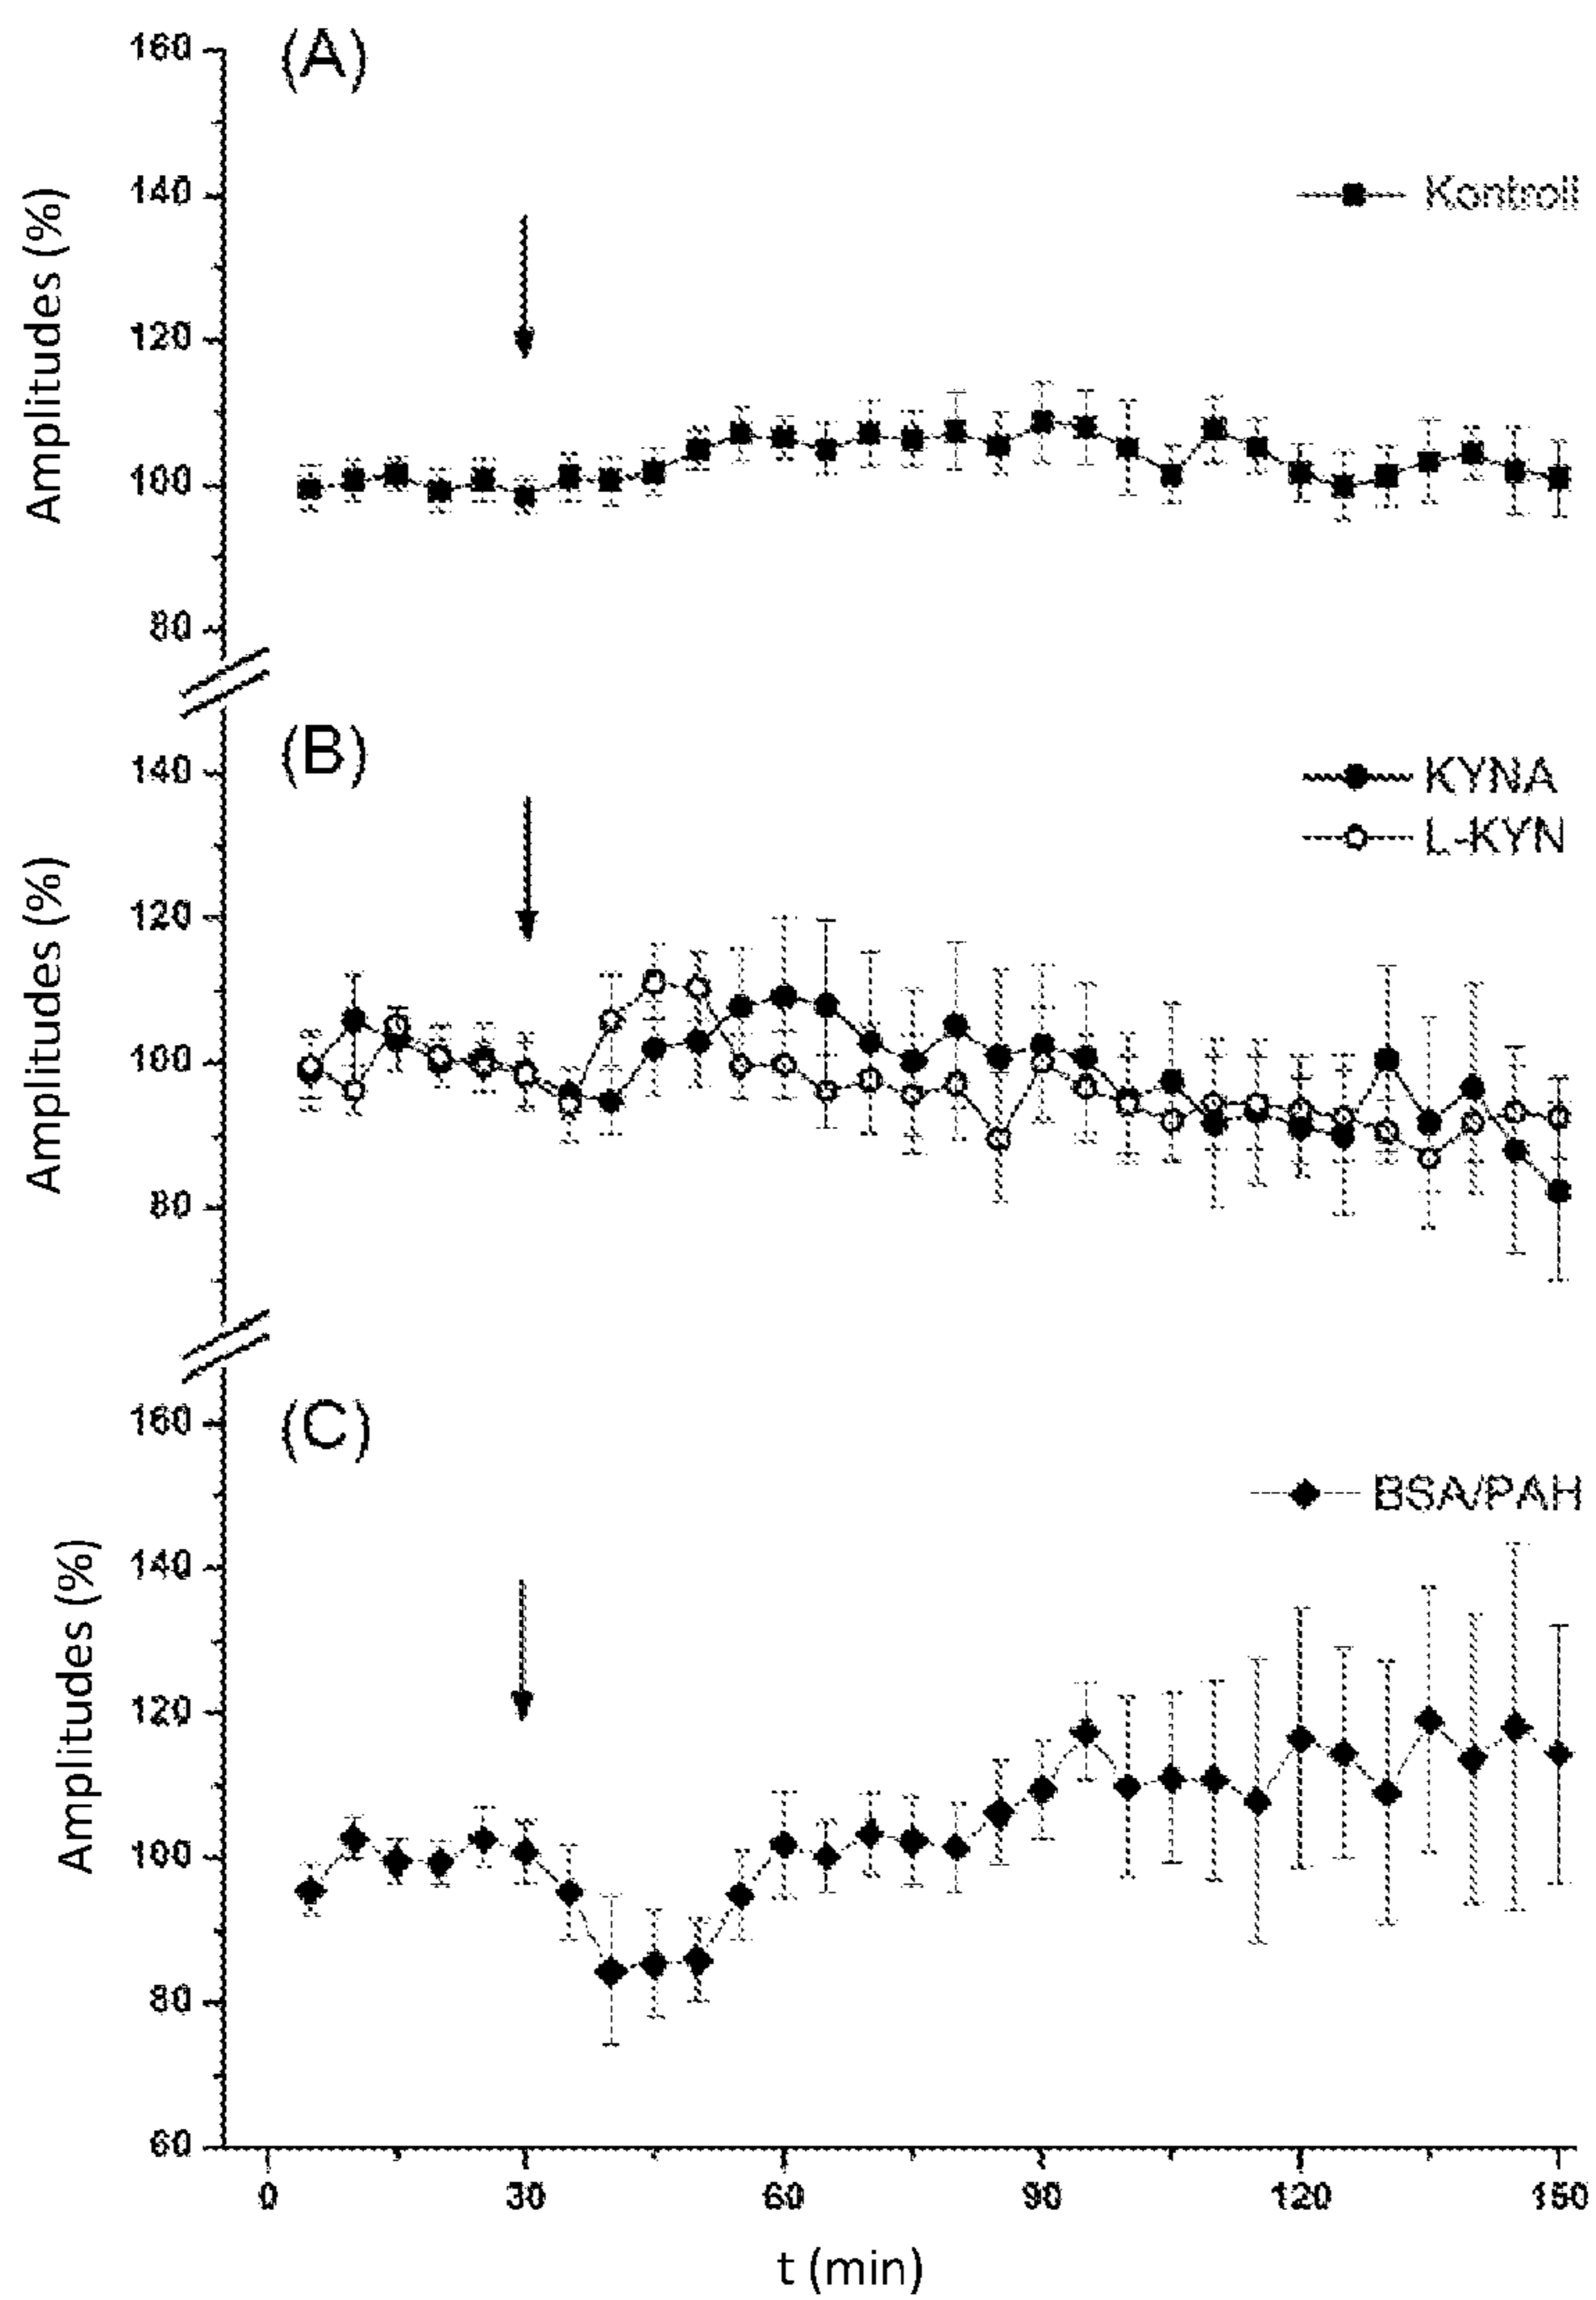 (A)
160
140
120
100
80
Amplitudes (%)
Kontroll
(B)
140
120
100
80
Amplitudes (%)
KYNA
L-KYN
(C)
160
140
120
100
80
60
Amplitudes (%)
BSA/PAH
0 30 60 90 120 150
t (min)